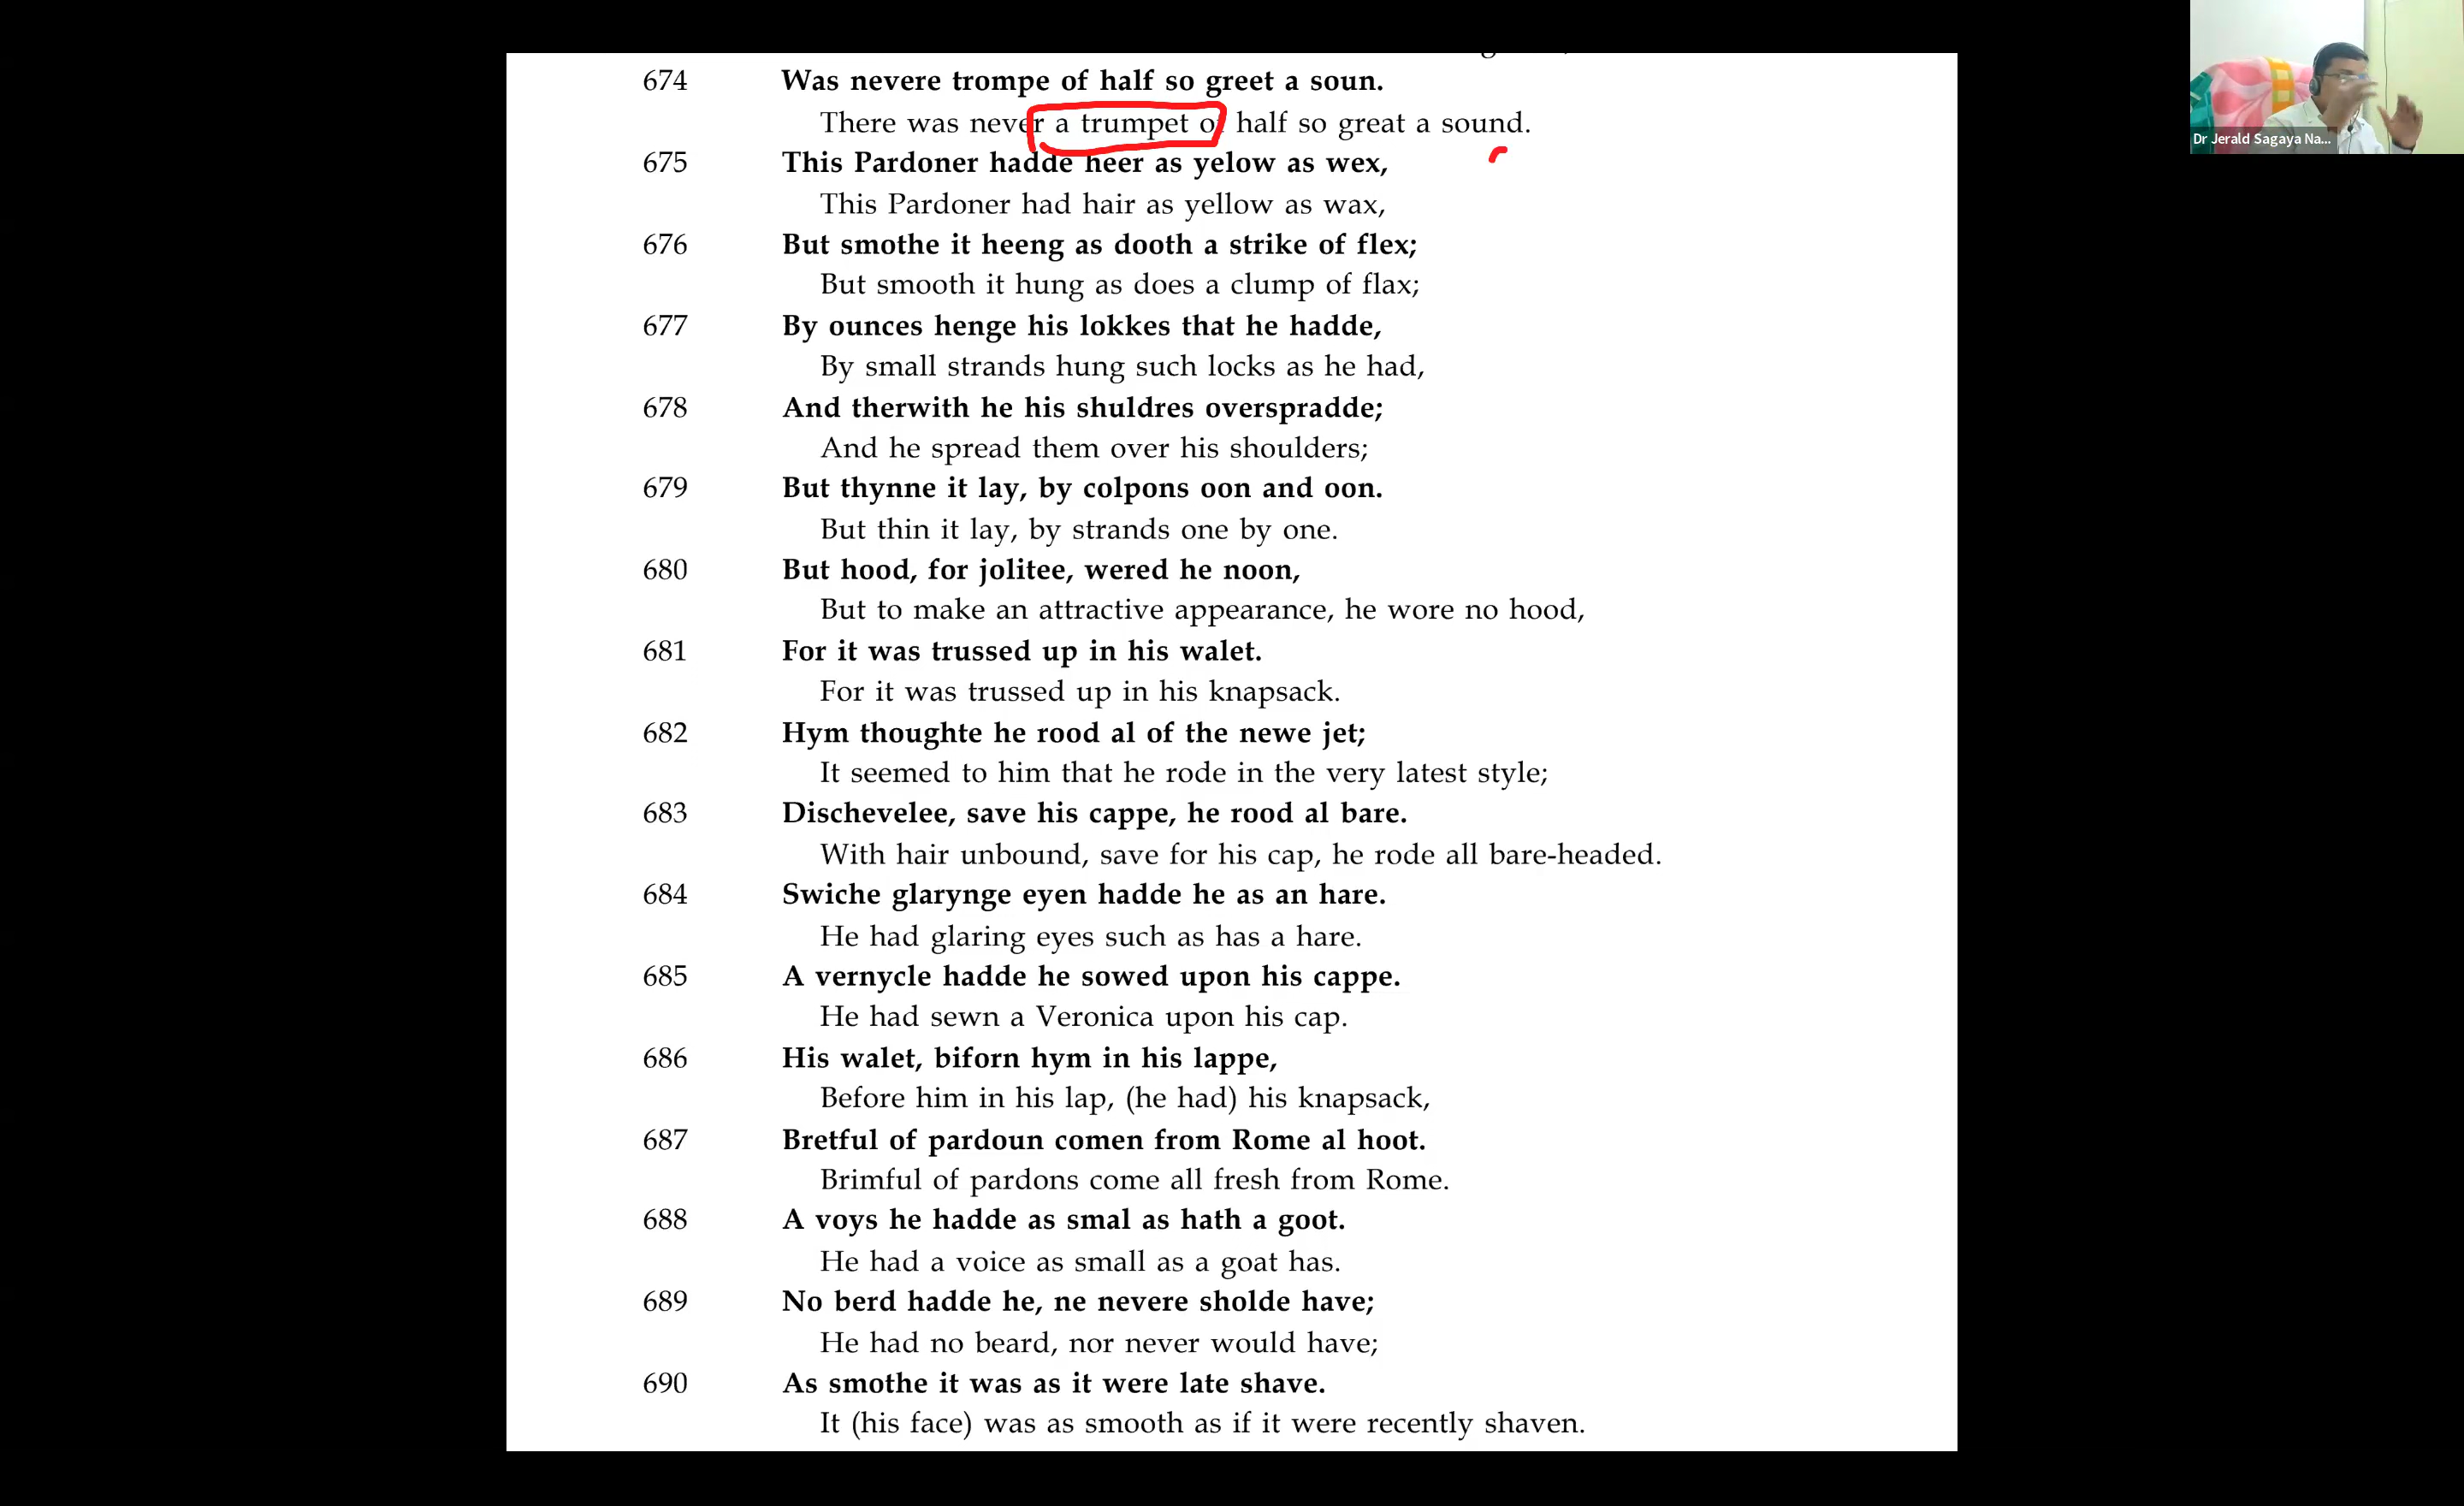 674 Was nevere trompe of half so greet a soun.
There was never a trumpet of half so great a sound.
675 This Pardoner hadde heer as yelow as wex,
This Pardoner had hair as yellow as wax,
676 But smothe it heeng as dooth a strike of flex;
But smooth it hung as does a clump of flax;
677 By ounces henge his lokkes that he hadde,
By small strands hung such locks as he had,
678 And therwith he his shuldres overspradde;
And he spread them over his shoulders;
679 But thynne it lay, by colpons oon and oon.
But thin it lay, by strands one by one.
680 But hood, for jolitee, wered he noon,
But to make an attractive appearance, he wore no hood,
681 For it was trussed up in his walet.
For it was trussed up in his knapsack.
682 Hym thoughte he rood al of the newe jet;
It seemed to him that he rode in the very latest style;
683 Dischevelee, save his cappe, he rood al bare.
With hair unbound, save for his cap, he rode all bare-headed.
684 Swiche glarynge eyen hadde he as an hare.
He had glaring eyes such as has a hare.
685 A vernycle hadde he sowed upon his cappe.
He had sewn a Veronica upon his cap.
686 His walet, biforn hym in his lappe,
Before him in his lap, (he had) his knapsack,
687 Bretful of pardoun comen from Rome al hoot.
Brimful of pardons come all fresh from Rome.
688 A voys he hadde as smal as hath a goot.
He had a voice as small as a goat has.
689 No berd hadde he, ne nevere sholde have;
He had no beard, nor never would have;
690 As smothe it was as it were late shave.
It (his face) was as smooth as if it were recently shaven.
Dr Jerald Sagaya Na...